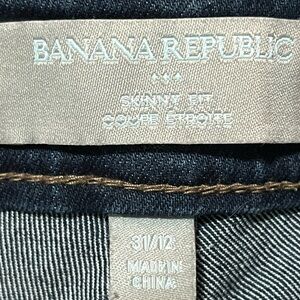 BANANA REPUBLIC
SKINNY FIT
COUPE ETROITE
31/12
MADE IN
CHINA